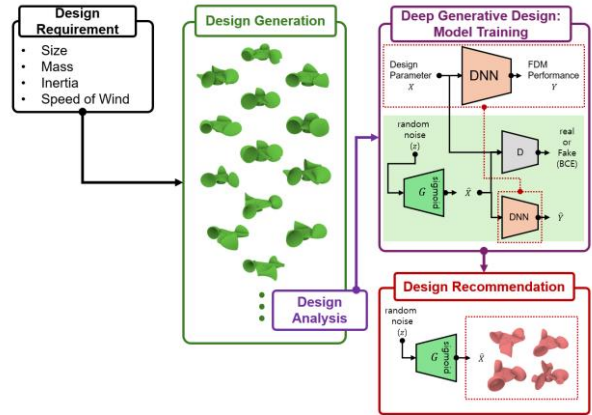 Design
Requirement
• Size
• Mass
• Inertia
• Speed of Wind
Design Generation
Design
Analysis
Deep Generative Design:
Model Training
Design
Parameter
X
DNN
FDM
Performance
Y
random
noise
(z)
G
sigmoid
X̂
D
real
or
Fake
(BCE)
DNN
Ŷ
Design Recommendation
random
noise
(z)
G
sigmoid
X̂